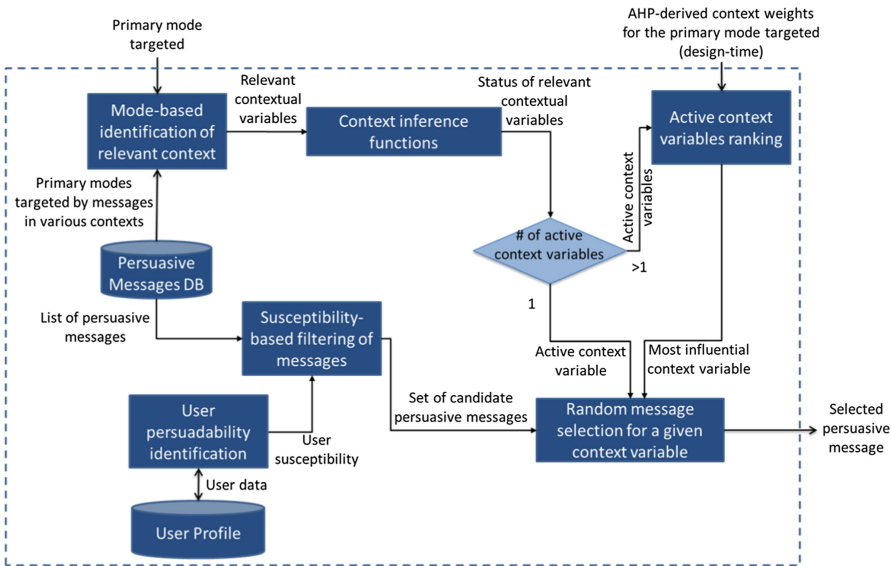 Primary mode
targeted
AHP-derived context weights
for the primary mode targeted
(design-time)
Mode-based
identification of
relevant context
Relevant
contextual
variables
Context inference
functions
Status of relevant
contextual
variables
Active context
variables ranking
Active context
variables
Primary modes
targeted by messages
in various contexts
# of active
context variables
>1
1
Persuasive
Messages DB
List of persuasive
messages
Susceptibility-
based filtering of
messages
Active context
variable
Most influential
context variable
Set of candidate
persuasive messages
Random message
selection for a given
context variable
Selected
persuasive
message
User
persuadability
identification
User
susceptibility
User data
User Profile